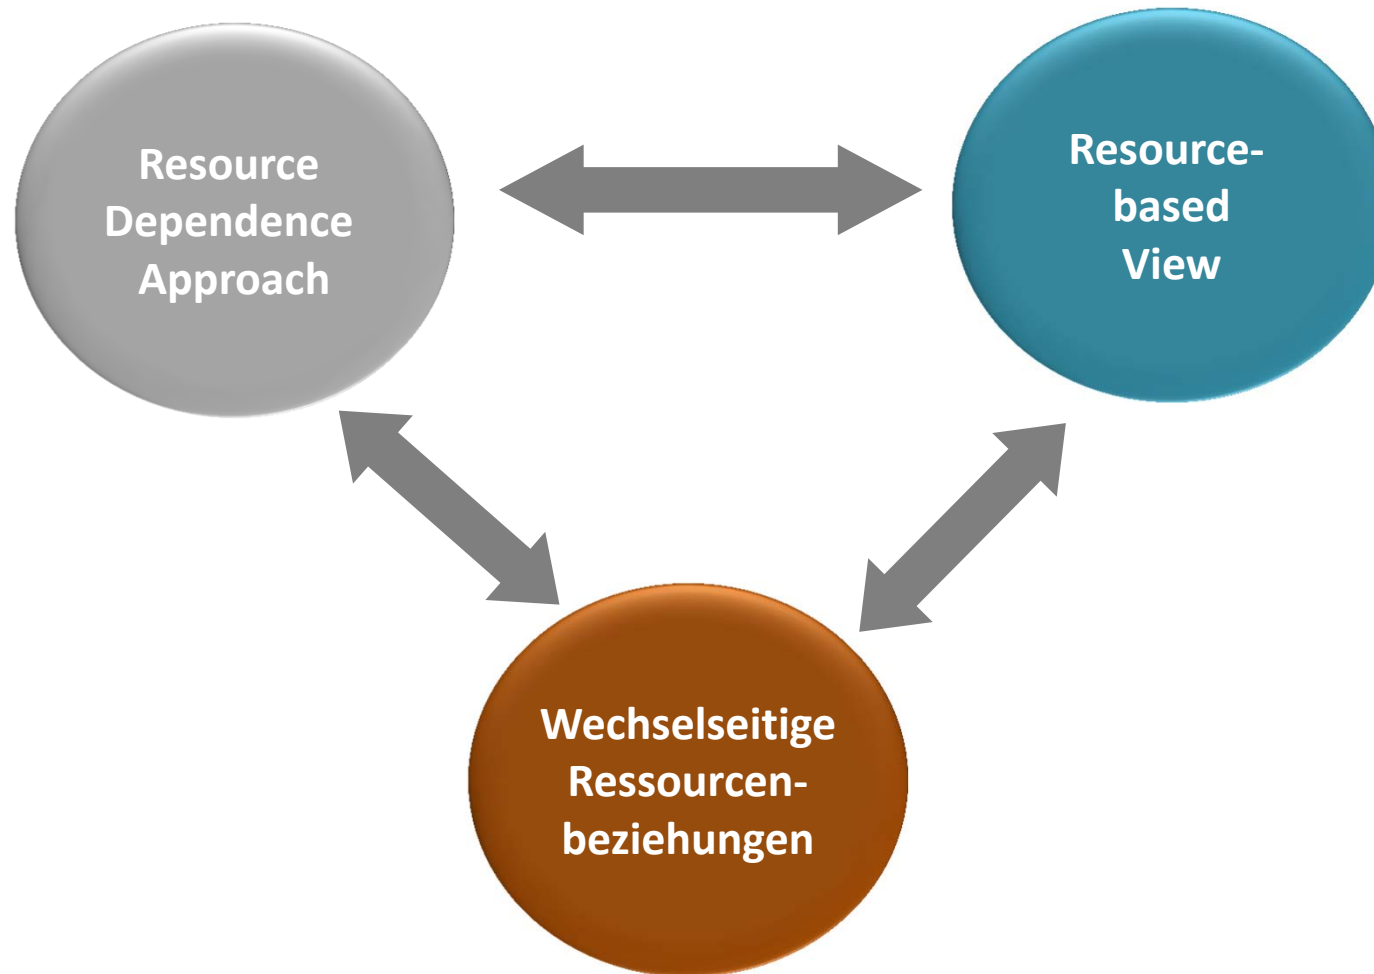 Resource
Dependence
Approach
Resource-
based
View
Wechselseitige
Ressourcen-
beziehungen